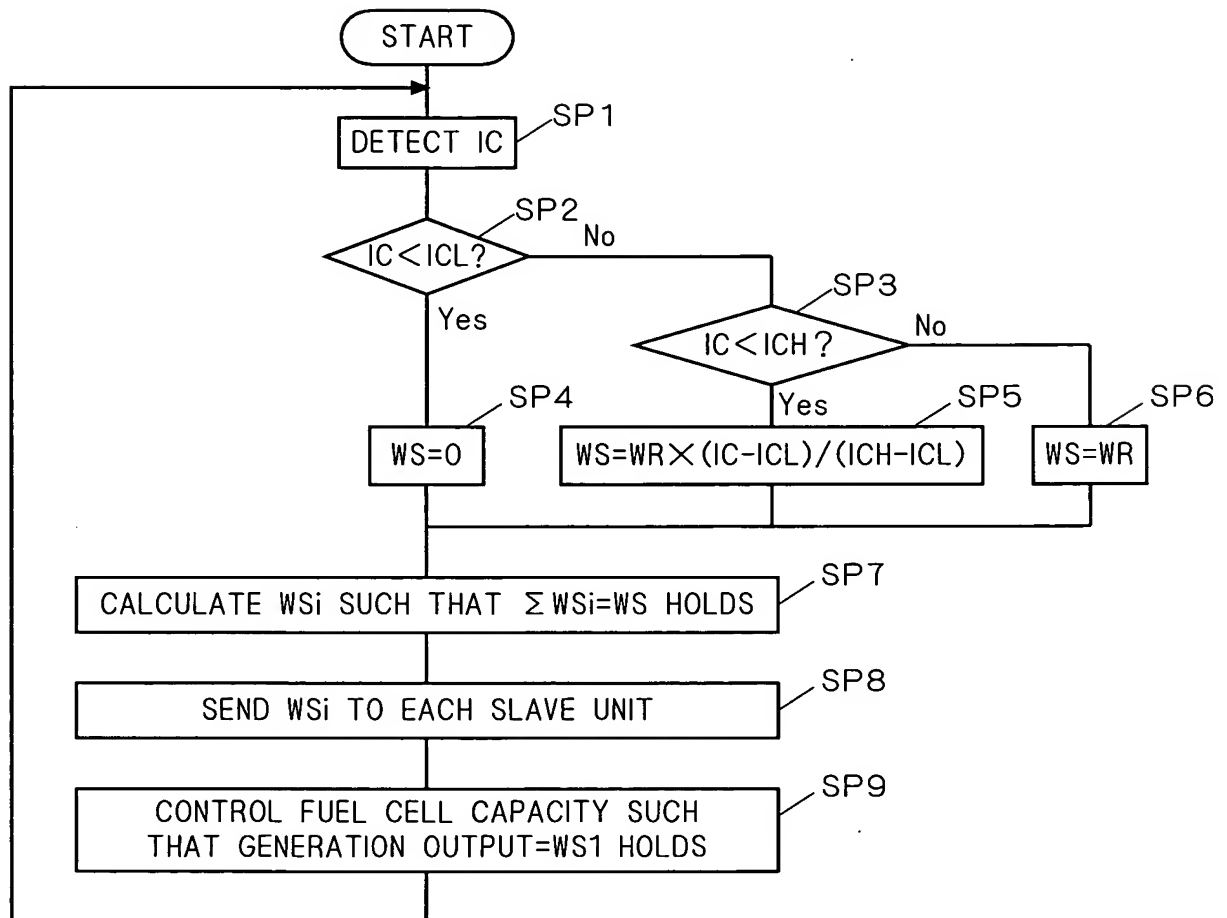 START
DETECT IC
SP1
IC<ICL?
SP2
No
Yes
IC<ICH?
SP3
No
Yes
WS=0
SP4
WS=WR×(IC-ICL)/(ICH-ICL)
SP5
WS=WR
SP6
CALCULATE WSi SUCH THAT ΣWSi=WS HOLDS
SP7
SEND WSi TO EACH SLAVE UNIT
SP8
CONTROL FUEL CELL CAPACITY SUCH
THAT GENERATION OUTPUT=WS1 HOLDS
SP9